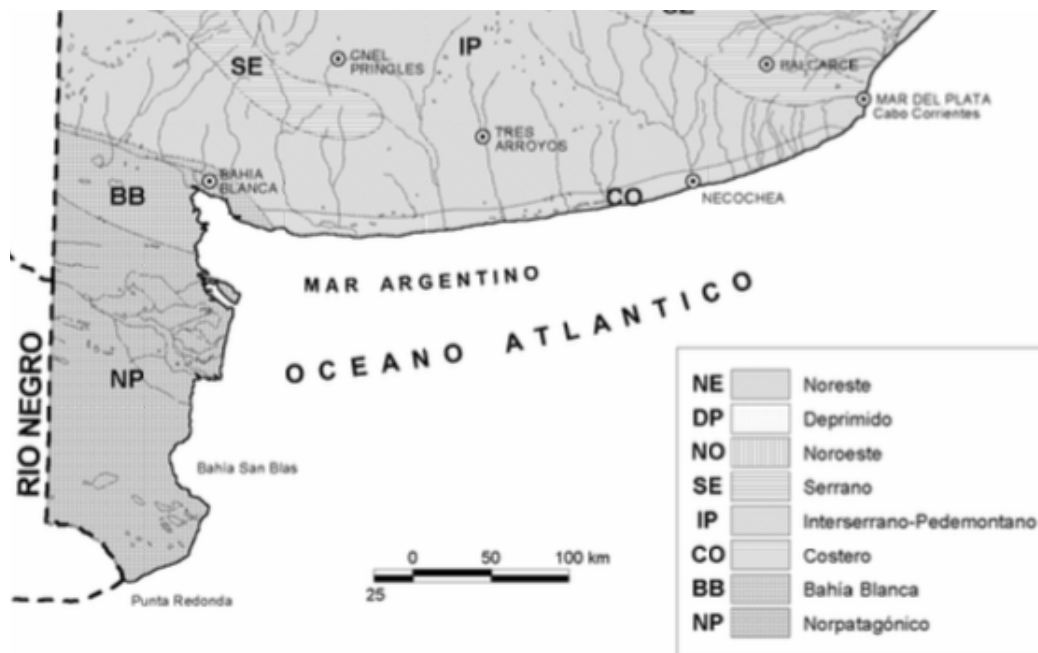 SE
CNEL
PRINGLES
IP
SE
BALCARCE
MAR DEL PLATA
Cabo Corrientes
TRES
ARROYOS
BAHIA
BLANCA
BB
CO
NECOCHEA
MAR ARGENTINO
OCEANO ATLANTICO
RIO NEGRO
NP
Bahía San Blas
Punta Redonda
0 50 100 km
25
NE Noreste
DP Deprimido
NO Noroeste
SE Serrano
IP Interserrano-Pedemontano
CO Costero
BB Bahía Blanca
NP Norpatagónico